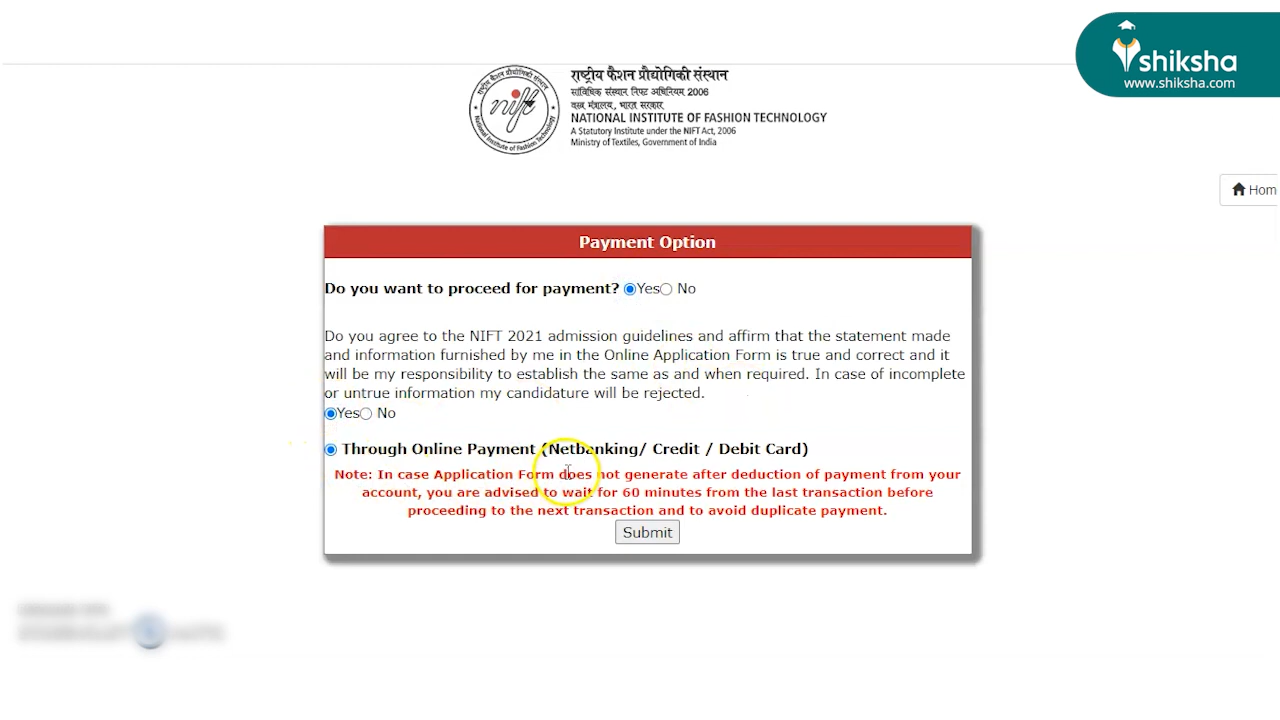 shiksha
www.shiksha.com
राष्ट्रीय फैशन प्रौद्योगिकी संस्थान
सांविधिक संस्थान निफ्ट अधिनियम 2006
वस्त्र मंत्रालय, भारत सरकार
NATIONAL INSTITUTE OF FASHION TECHNOLOGY
A Statutory Institute under the NIFT Act, 2006
Ministry of Textiles, Government of India
राष्ट्रीय फैशन प्रौद्योगिकी संस्थान
nift
National Institute of Fashion Technology
Hom
Payment Option
Do you want to proceed for payment? Yes No
Do you agree to the NIFT 2021 admission guidelines and affirm that the statement made
and information furnished by me in the Online Application Form is true and correct and it
will be my responsibility to establish the same as and when required. In case of incomplete
or untrue information my candidature will be rejected.
Yes No
Through Online Payment (Netbanking/ Credit / Debit Card)
Note: In case Application Form does not generate after deduction of payment from your
account, you are advised to wait for 60 minutes from the last transaction before
proceeding to the next transaction and to avoid duplicate payment.
Submit